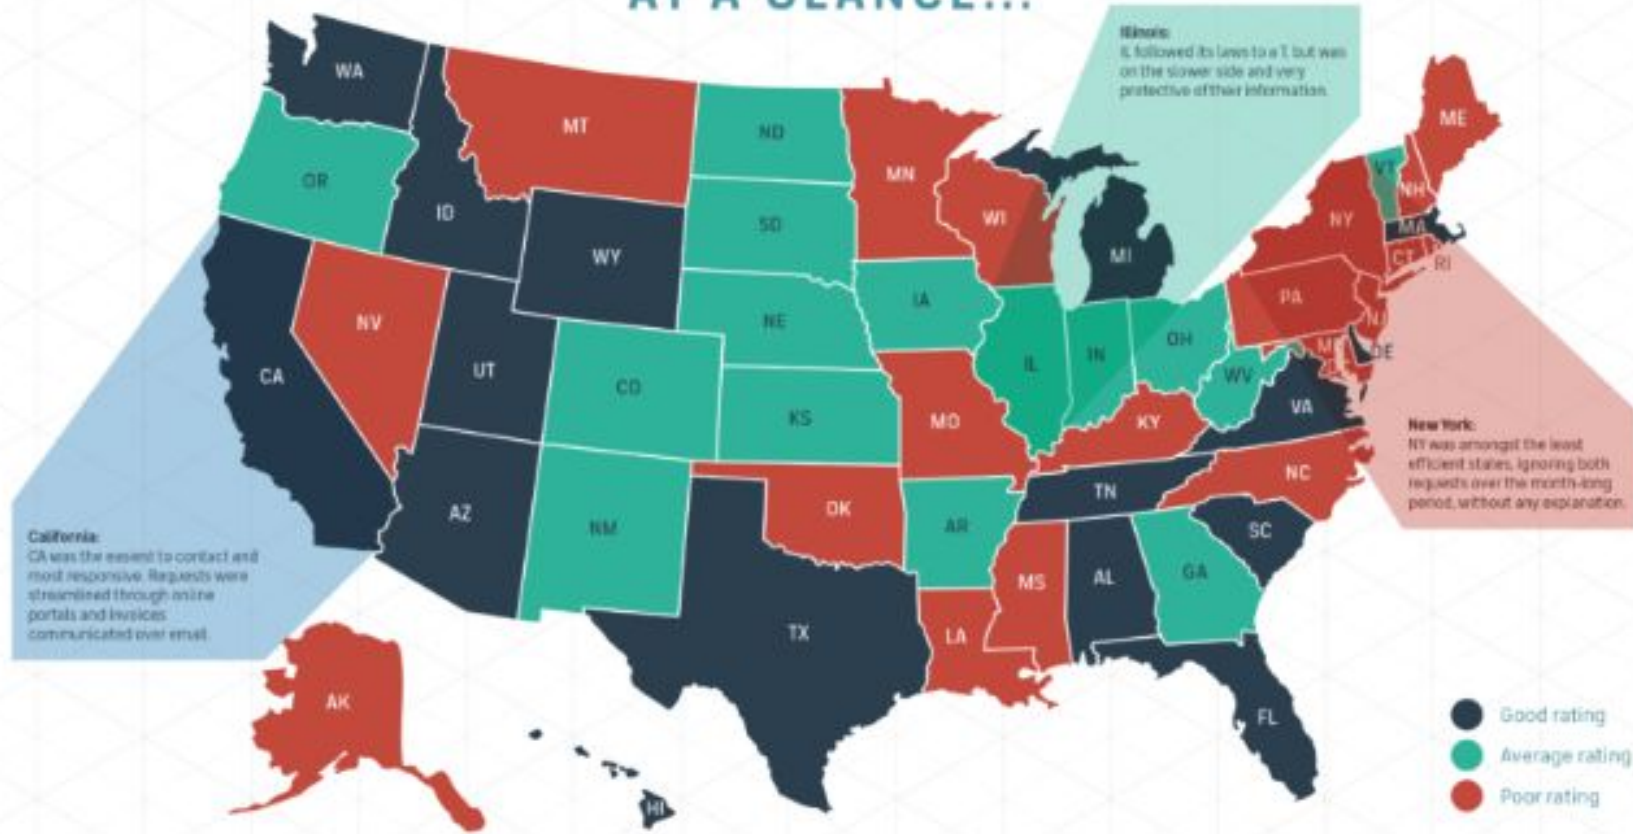 AT A GLANCE...
Illinois:
IL followed its laws to a T, but was
on the slower side and very
protective of their information.
WA
MT
ND
MN
ME
OR
ID
SD
WI
MI
VT
NH
NY
MA
WY
CT
RI
IA
PA
NV
NE
NJ
OH
MD
DE
CA
UT
CO
IL
IN
WV
KS
MO
KY
VA
New York:
NY was amongst the least
efficient states, ignoring both
requests over the month-long
period, without any explanation.
NC
AZ
NM
OK
AR
TN
SC
California:
CA was the easiest to contact and
most responsive. Requests were
streamlined through online
portals and invoices
communicated over email.
MS
AL
GA
TX
LA
AK
FL
HI
Good rating
Average rating
Poor rating